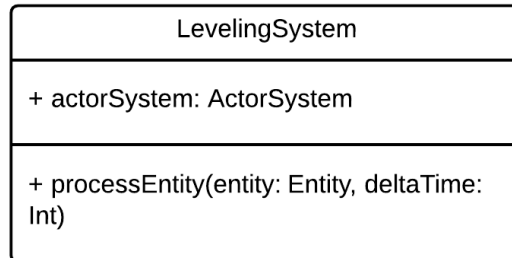 LevelingSystem
+ actorSystem: ActorSystem
+ processEntity(entity: Entity, deltaTime:
Int)